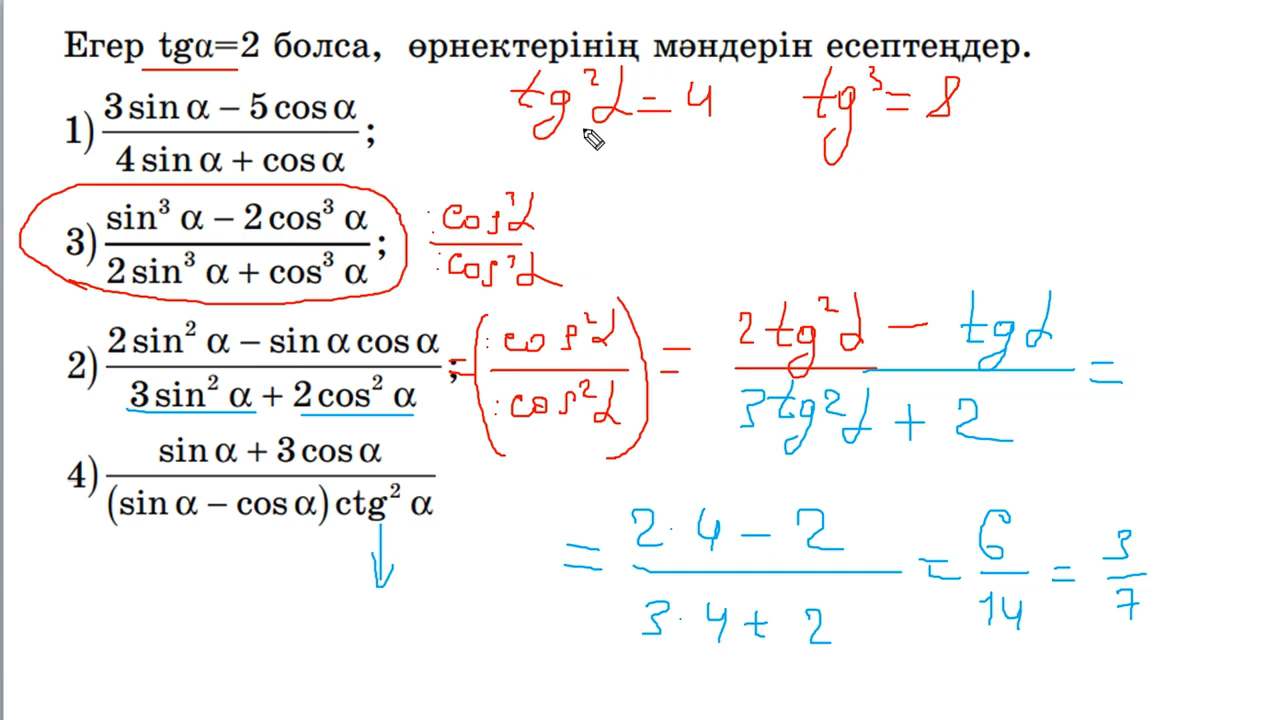 Егер tgα=2 болса, өрнектерінің мәндерін есептеңдер.
tg²α = 4 tg³ = 8
1) (3 sin α − 5 cos α) / (4 sin α + cos α);
3) (sin³ α − 2 cos³ α) / (2 sin³ α + cos³ α); :cos³α / :cos³α
2) (2 sin² α − sin α cos α) / (3 sin² α + 2 cos² α); = (:cos²α / :cos²α) = (2tg²α − tgα) / (3tg2α + 2) =
4) (sin α + 3 cos α) / ((sin α − cos α) ctg² α)
= (2·4 − 2) / (3·4 + 2) = 6/14 = 3/7